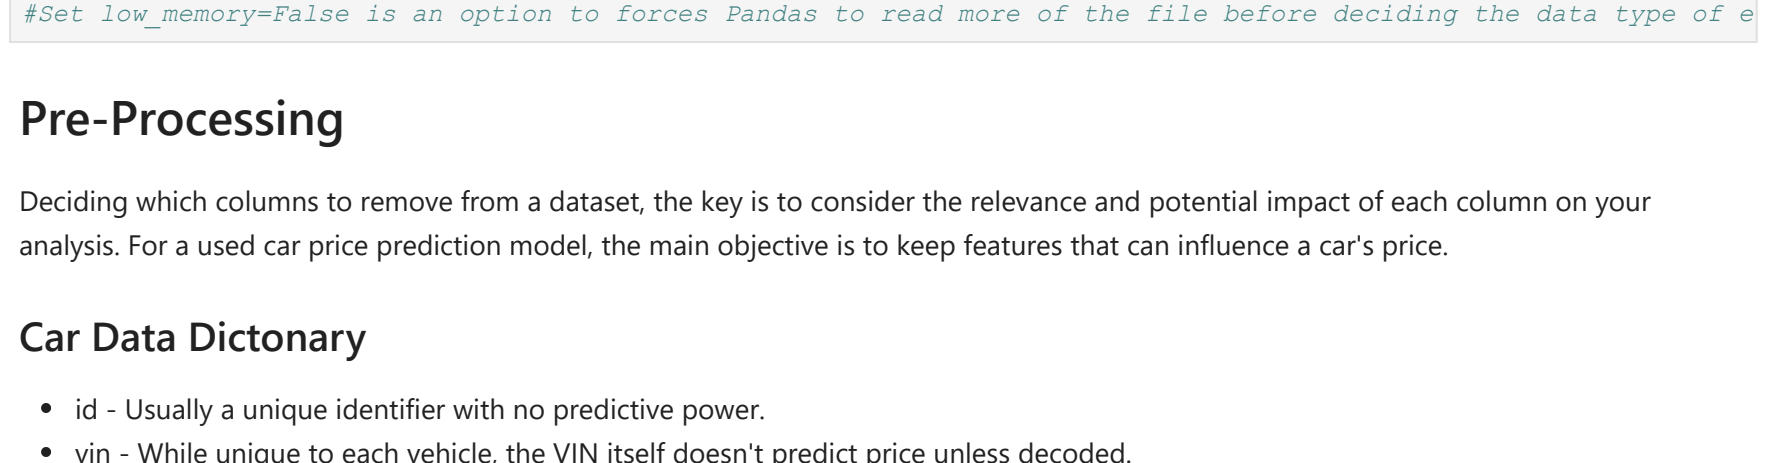 #Set low_memory=False is an option to forces Pandas to read more of the file before deciding the data type of e
Pre-Processing
Deciding which columns to remove from a dataset, the key is to consider the relevance and potential impact of each column on your
analysis. For a used car price prediction model, the main objective is to keep features that can influence a car's price.
Car Data Dictonary
• id - Usually a unique identifier with no predictive power.
• vin - While unique to each vehicle, the VIN itself doesn't predict price unless decoded.